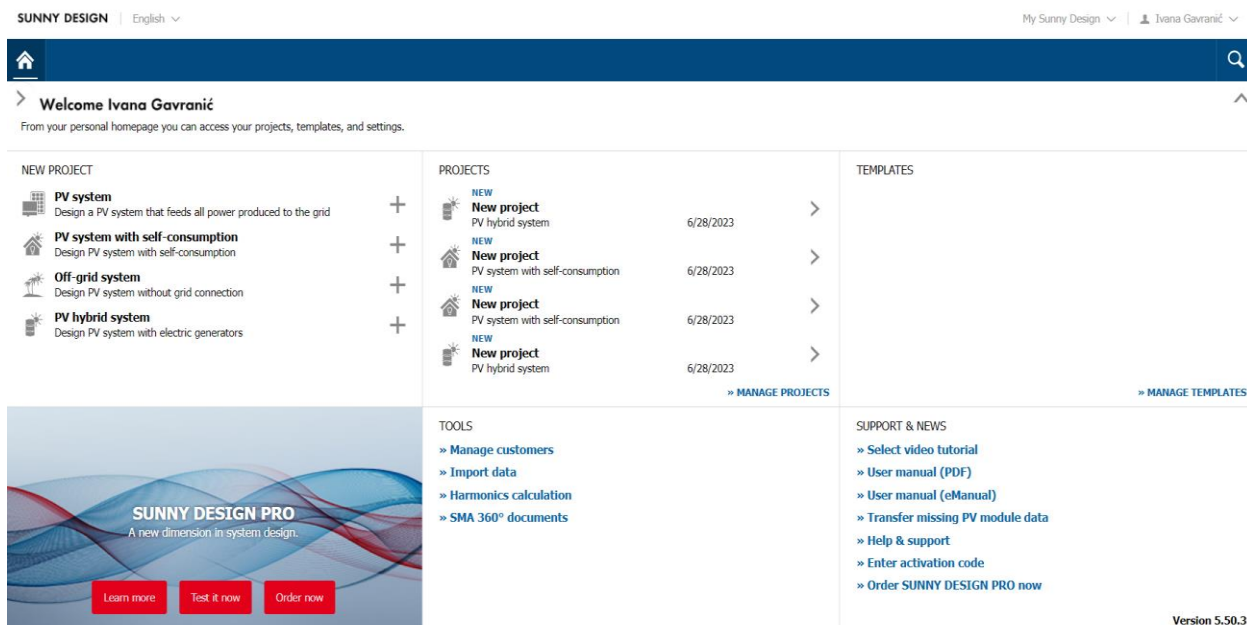 SUNNY DESIGN English
My Sunny Design Ivana Gavranić
Welcome Ivana Gavranić
From your personal homepage you can access your projects, templates, and settings.
NEW PROJECT
PV system
Design a PV system that feeds all power produced to the grid
PV system with self-consumption
Design PV system with self-consumption
Off-grid system
Design PV system without grid connection
PV hybrid system
Design PV system with electric generators
PROJECTS
NEW
New project
PV hybrid system 6/28/2023
NEW
New project
PV system with self-consumption 6/28/2023
NEW
New project
PV system with self-consumption 6/28/2023
NEW
New project
PV hybrid system 6/28/2023
» MANAGE PROJECTS
TEMPLATES
» MANAGE TEMPLATES
SUNNY DESIGN PRO
A new dimension in system design.
Learn more Test it now Order now
TOOLS
» Manage customers
» Import data
» Harmonics calculation
» SMA 360° documents
SUPPORT & NEWS
» Select video tutorial
» User manual (PDF)
» User manual (eManual)
» Transfer missing PV module data
» Help & support
» Enter activation code
» Order SUNNY DESIGN PRO now
Version 5.50.3